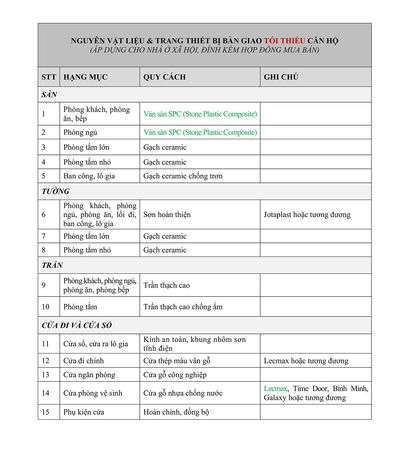 NGUYÊN VẬT LIỆU & TRANG THIẾT BỊ BÀN GIAO TỐI THIỂU CĂN HỘ
(ÁP DỤNG CHO NHÀ Ở XÃ HỘI, ĐÍNH KÈM HỢP ĐỒNG MUA BÁN)
STT HẠNG MỤC QUY CÁCH GHI CHÚ
SÀN
1 Phòng khách, phòng ăn, bếp Ván sàn SPC (Stone Plastic Composite)
2 Phòng ngủ Ván sàn SPC (Stone Plastic Composite)
3 Phòng tắm lớn Gạch ceramic
4 Phòng tắm nhỏ Gạch ceramic
5 Ban công, lô gia Gạch ceramic chống trơn
TƯỜNG
6 Phòng khách, phòng ngủ, phòng ăn, lối đi, ban công, lô gia Sơn hoàn thiện Jotaplast hoặc tương đương
7 Phòng tắm lớn Gạch ceramic
8 Phòng tắm nhỏ Gạch ceramic
TRẦN
9 Phòng khách, phòng ngủ, phòng ăn, phòng bếp Trần thạch cao
10 Phòng tắm Trần thạch cao chống ẩm
CỬA ĐI VÀ CỬA SỔ
11 Cửa sổ, cửa ra lô gia Kính an toàn, khung nhôm sơn tĩnh điện
12 Cửa đi chính Cửa thép màu vân gỗ Lecmax hoặc tương đương
13 Cửa ngăn phòng Cửa gỗ công nghiệp
14 Cửa phòng vệ sinh Cửa gỗ nhựa chống nước Lecmax, Time Door, Bình Minh, Galaxy hoặc tương đương
15 Phụ kiện cửa Hoàn chỉnh, đồng bộ